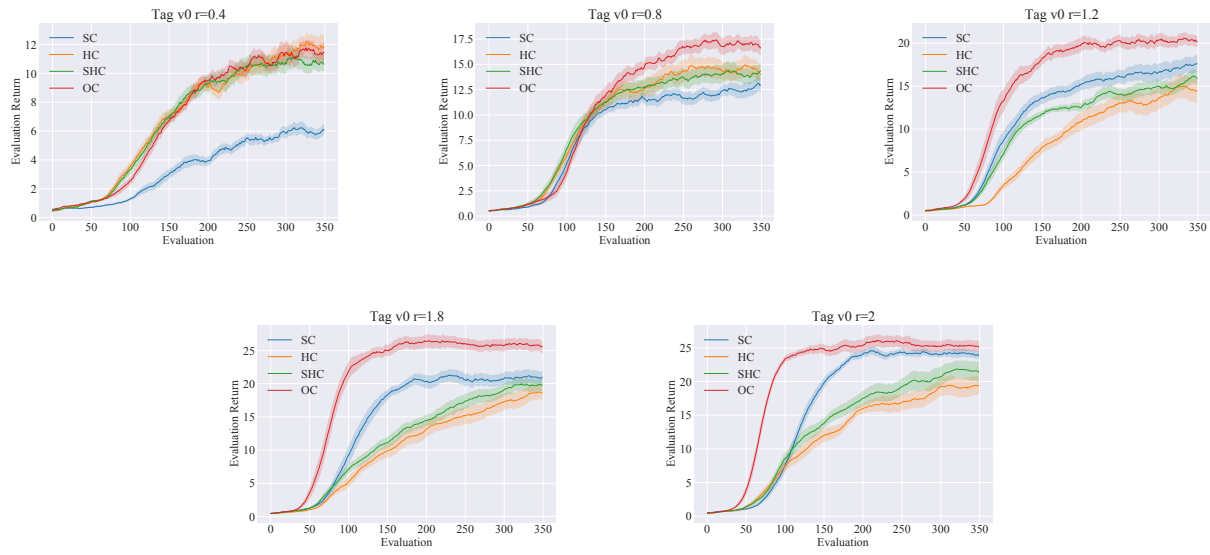 Tag v0 r=0.4
12
10
8
6
4
2
0
Evaluation Return
SC
HC
SHC
OC
0 50 100 150 200 250 300 350
Evaluation
Tag v0 r=0.8
17.5
15.0
12.5
10.0
7.5
5.0
2.5
0.0
Evaluation Return
SC
HC
SHC
OC
0 50 100 150 200 250 300 350
Evaluation
Tag v0 r=1.2
20
15
10
5
0
Evaluation Return
SC
HC
SHC
OC
0 50 100 150 200 250 300 350
Evaluation
Tag v0 r=1.8
25
20
15
10
5
0
Evaluation Return
SC
HC
SHC
OC
0 50 100 150 200 250 300 350
Evaluation
Tag v0 r=2
25
20
15
10
5
0
Evaluation Return
SC
HC
SHC
OC
0 50 100 150 200 250 300 350
Evaluation